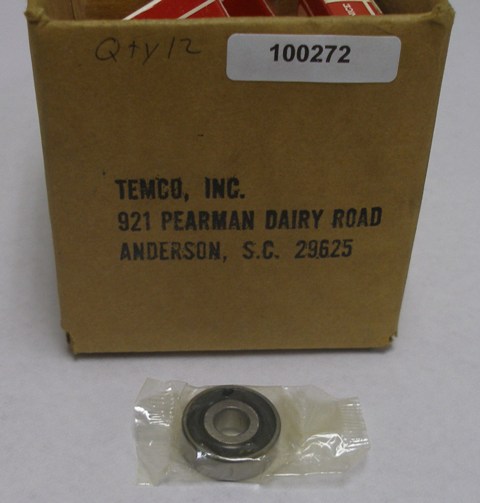 Qty 12
100272
TEMCO, INC.
921 PEARMAN DAIRY ROAD
ANDERSON, S.C. 29625